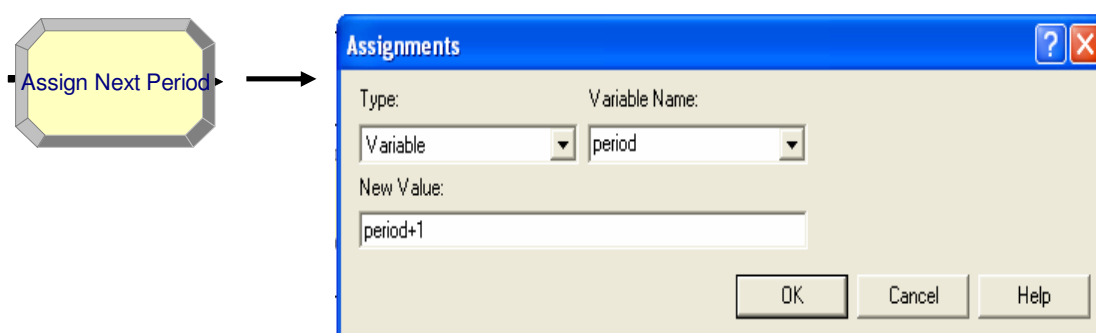 Assign Next Period
Assignments
Type: Variable Name:
Variable period
New Value:
period+1
OK Cancel Help